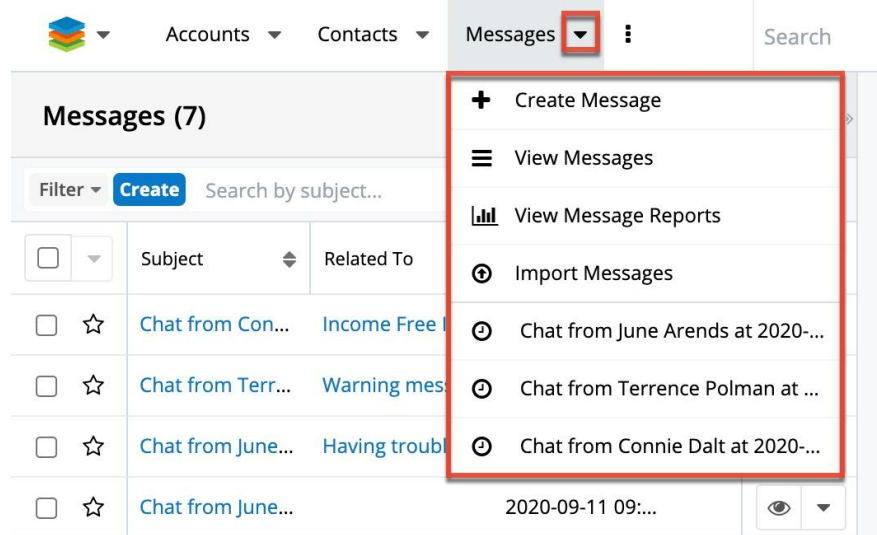 Accounts Contacts Messages Search
Messages (7)
Create Message
View Messages
View Message Reports
Import Messages
Chat from June Arends at 2020-...
Chat from Terrence Polman at ...
Chat from Connie Dalt at 2020-...
Filter Create Search by subject...
Subject Related To
Chat from Con... Income Free
Chat from Terr... Warning mes
Chat from June... Having troubl
Chat from June... 2020-09-11 09:...